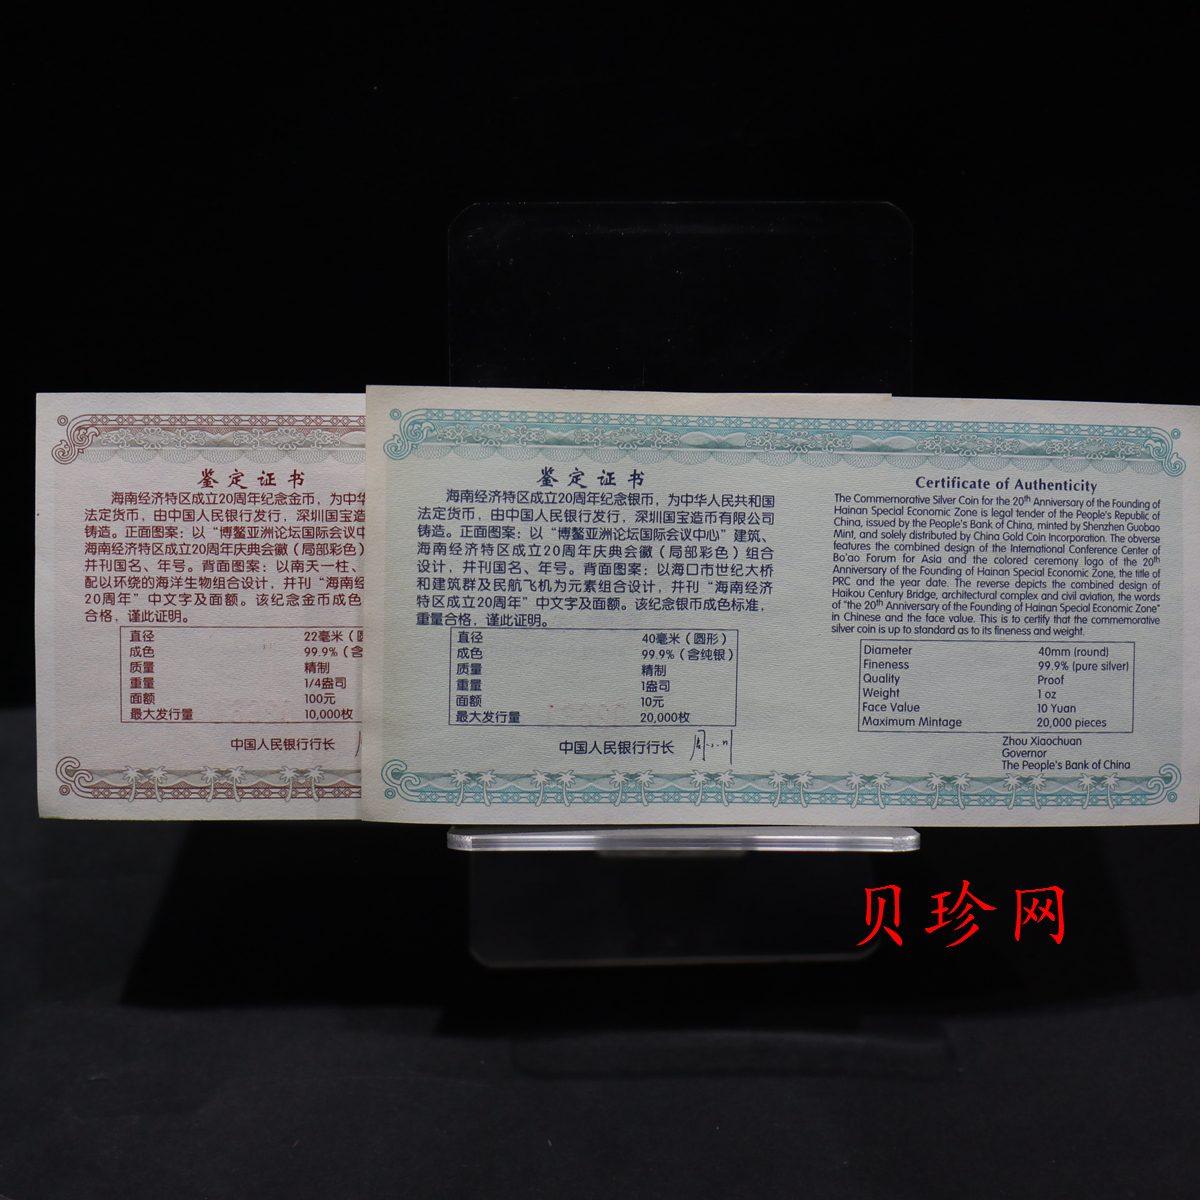 鉴定证书
海南经济特区成立20周年纪念金币，为中华
法定货币，由中国人民银行发行，深圳国宝造
铸造。正面图案：以“博鳌亚洲论坛国际会议中
海南经济特区成立20周年庆典会徽（局部彩色）
并刊国名、年号。背面图案：以南天一柱、
配以环绕的海洋生物组合设计，并刊“海南经
20周年”中文字及面额。该纪念金币成色
合格，谨此证明。
直径 22毫米（圆
成色 99.9%（含
质量 精制
重量 1/4盎司
面额 100元
最大发行量 10,000枚
中国人民银行行长
鉴定证书
海南经济特区成立20周年纪念银币，为中华人民共和国
法定货币，由中国人民银行发行，深圳国宝造币有限公司
铸造。正面图案：以“博鳌亚洲论坛国际会议中心”建筑、
海南经济特区成立20周年庆典会徽（局部彩色）组合
设计，并刊国名、年号。背面图案：以海口市世纪大桥
和建筑群及民航飞机为元素组合设计，并刊“海南经济
特区成立20周年”中文字及面额。该纪念银币成色标准，
重量合格，谨此证明。
直径 40毫米（圆形）
成色 99.9%（含纯银）
质量 精制
重量 1盎司
面额 10元
最大发行量 20,000枚
中国人民银行行长
Certificate of Authenticity
The Commemorative Silver Coin for the 20th Anniversary of the Founding of
Hainan Special Economic Zone is legal tender of the People's Republic of
China, issued by the People's Bank of China, minted by Shenzhen Guobao
Mint, and solely distributed by China Gold Coin Incorporation. The obverse
features the combined design of the International Conference Center of
Bo'ao Forum for Asia and the colored ceremony logo of the 20th
Anniversary of the Founding of Hainan Special Economic Zone, the title of
PRC and the year date. The reverse depicts the combined design of
Haikou Century Bridge, architectural complex and civil aviation, the words
of "the 20th Anniversary of the Founding of Hainan Special Economic Zone"
in Chinese and the face value. This is to certify that the commemorative
silver coin is up to standard as to its fineness and weight.
Diameter 40mm (round)
Fineness 99.9% (pure silver)
Quality Proof
Weight 1 oz
Face Value 10 Yuan
Maximum Mintage 20,000 pieces
Zhou Xiaochuan
Governor
The People's Bank of China
贝珍网